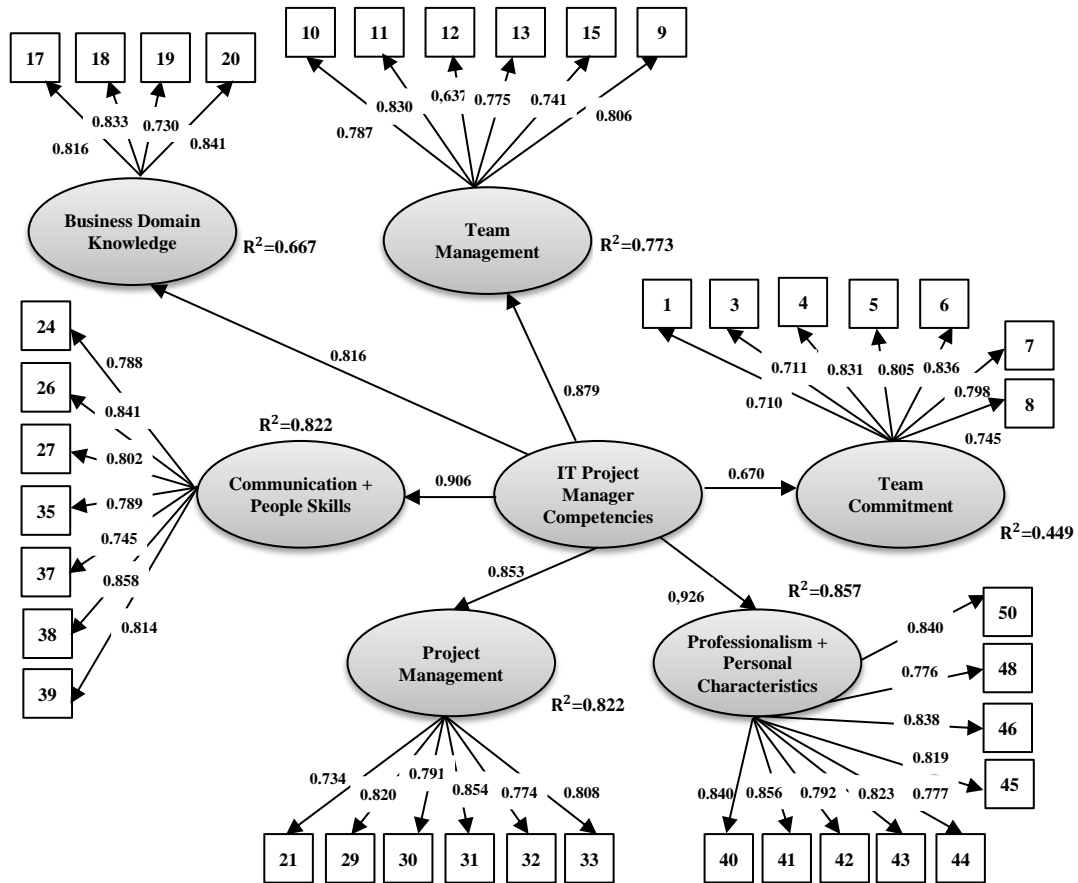 17 18 19 20
10 11 12 13 15 9
0.816 0.833 0.730 0.841
0.787 0.830 0,637 0.775 0.741 0.806
Business Domain
Knowledge
R²=0.667
Team
Management
R²=0.773
24
26
27
35
37
38
39
0.788
0.841
0.802
0.789
0.745
0.858
0.814
Communication +
People Skills
R²=0.822
0.816
0.879
0.906
IT Project
Manager
Competencies
0.670
1 3 4 5 6 7 8
0.710 0.711 0.831 0.805 0.836 0.798 0.745
Team
Commitment
R²=0.449
0.853
0,926
Project
Management
R²=0.822
0.734 0.820 0.791 0.854 0.774 0.808
21 29 30 31 32 33
R²=0.857
Professionalism +
Personal
Characteristics
0.840
50
0.776
48
0.838
46
0.819
45
0.840 0.856 0.792 0.823 0.777
40 41 42 43 44